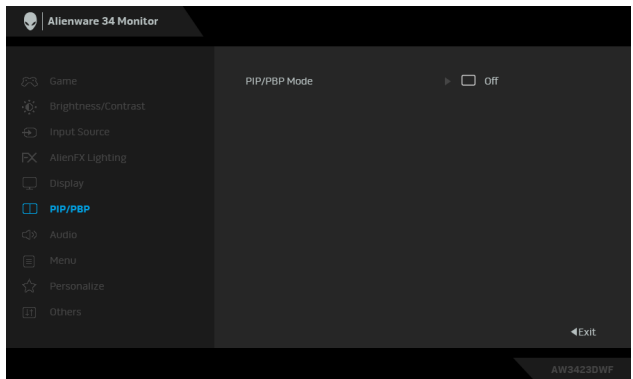 Alienware 34 Monitor
Game
PIP/PBP Mode
Off
Brightness/Contrast
Input Source
AlienFX Lighting
Display
PIP/PBP
Audio
Menu
Personalize
Others
Exit
AW3423DWF